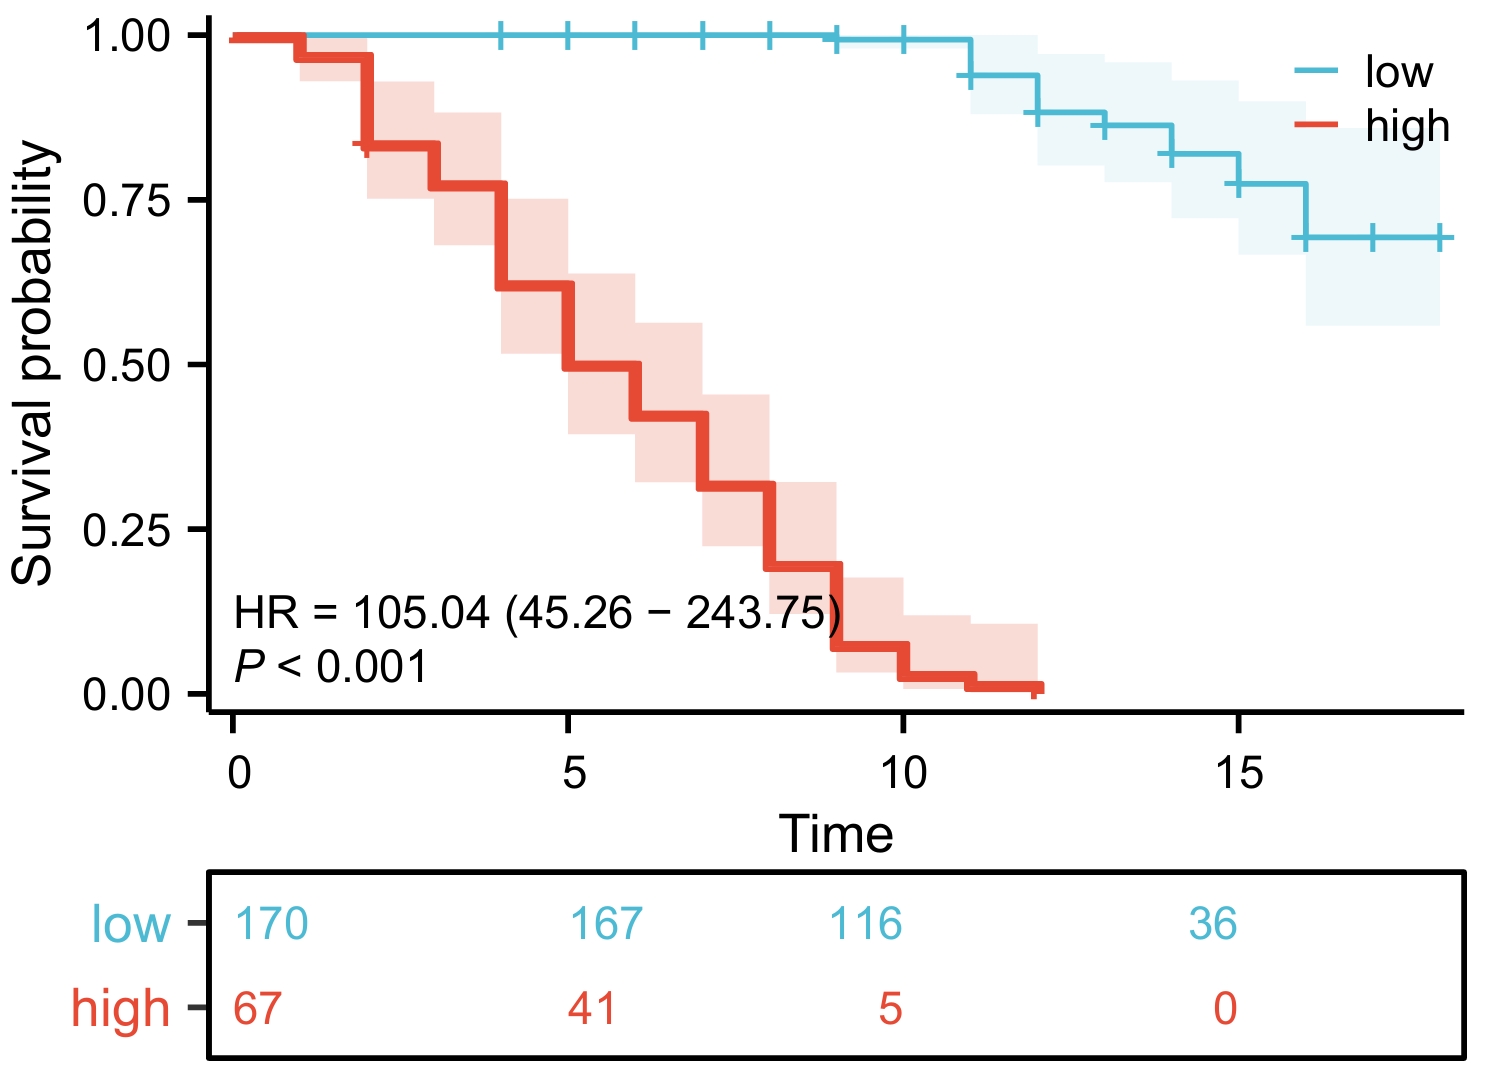 1.00
0.75
0.50
0.25
0.00
Survival probability
low
high
HR = 105.04 (45.26 − 243.75)
P < 0.001
0 5 10 15
Time
low 170 167 116 36
high 67 41 5 0